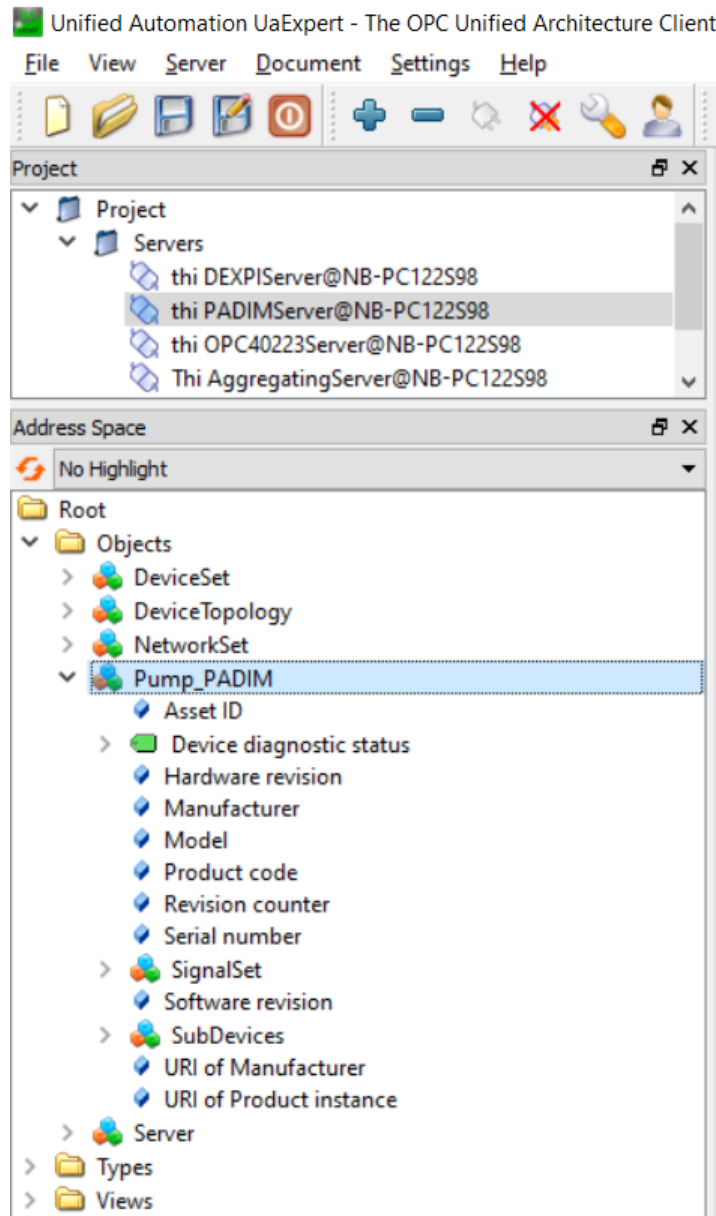 Unified Automation UaExpert - The OPC Unified Architecture Client
File View Server Document Settings Help
Project
Project
Servers
thi DEXPIServer@NB-PC122S98
thi PADIMServer@NB-PC122S98
thi OPC40223Server@NB-PC122S98
Thi AggregatingServer@NB-PC122S98
Address Space
No Highlight
Root
Objects
DeviceSet
DeviceTopology
NetworkSet
Pump_PADIM
Asset ID
Device diagnostic status
Hardware revision
Manufacturer
Model
Product code
Revision counter
Serial number
SignalSet
Software revision
SubDevices
URI of Manufacturer
URI of Product instance
Server
Types
Views